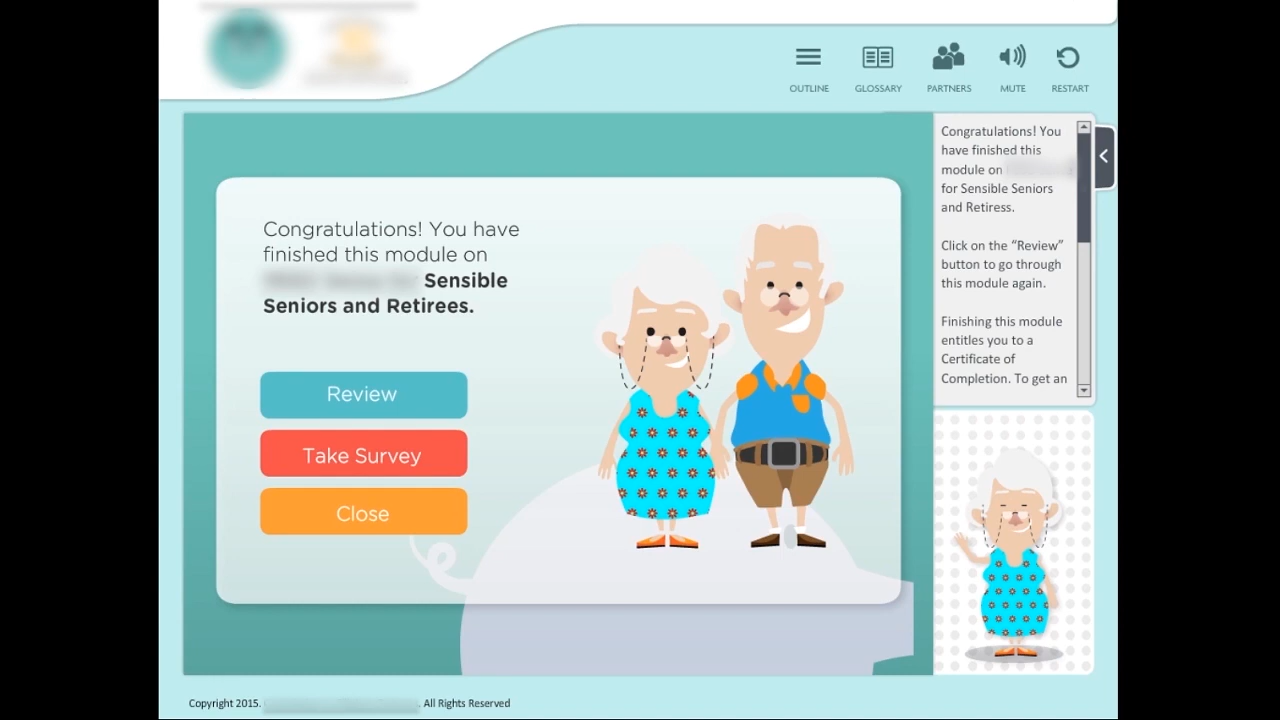 OUTLINE GLOSSARY PARTNERS MUTE RESTART
Congratulations! You have
finished this module on
Sensible
Seniors and Retirees.
Review
Take Survey
Close
Congratulations! You
have finished this
module on
for Sensible Seniors
and Retiress.
Click on the “Review”
button to go through
this module again.
Finishing this module
entitles you to a
Certificate of
Completion. To get an
Copyright 2015. . All Rights Reserved